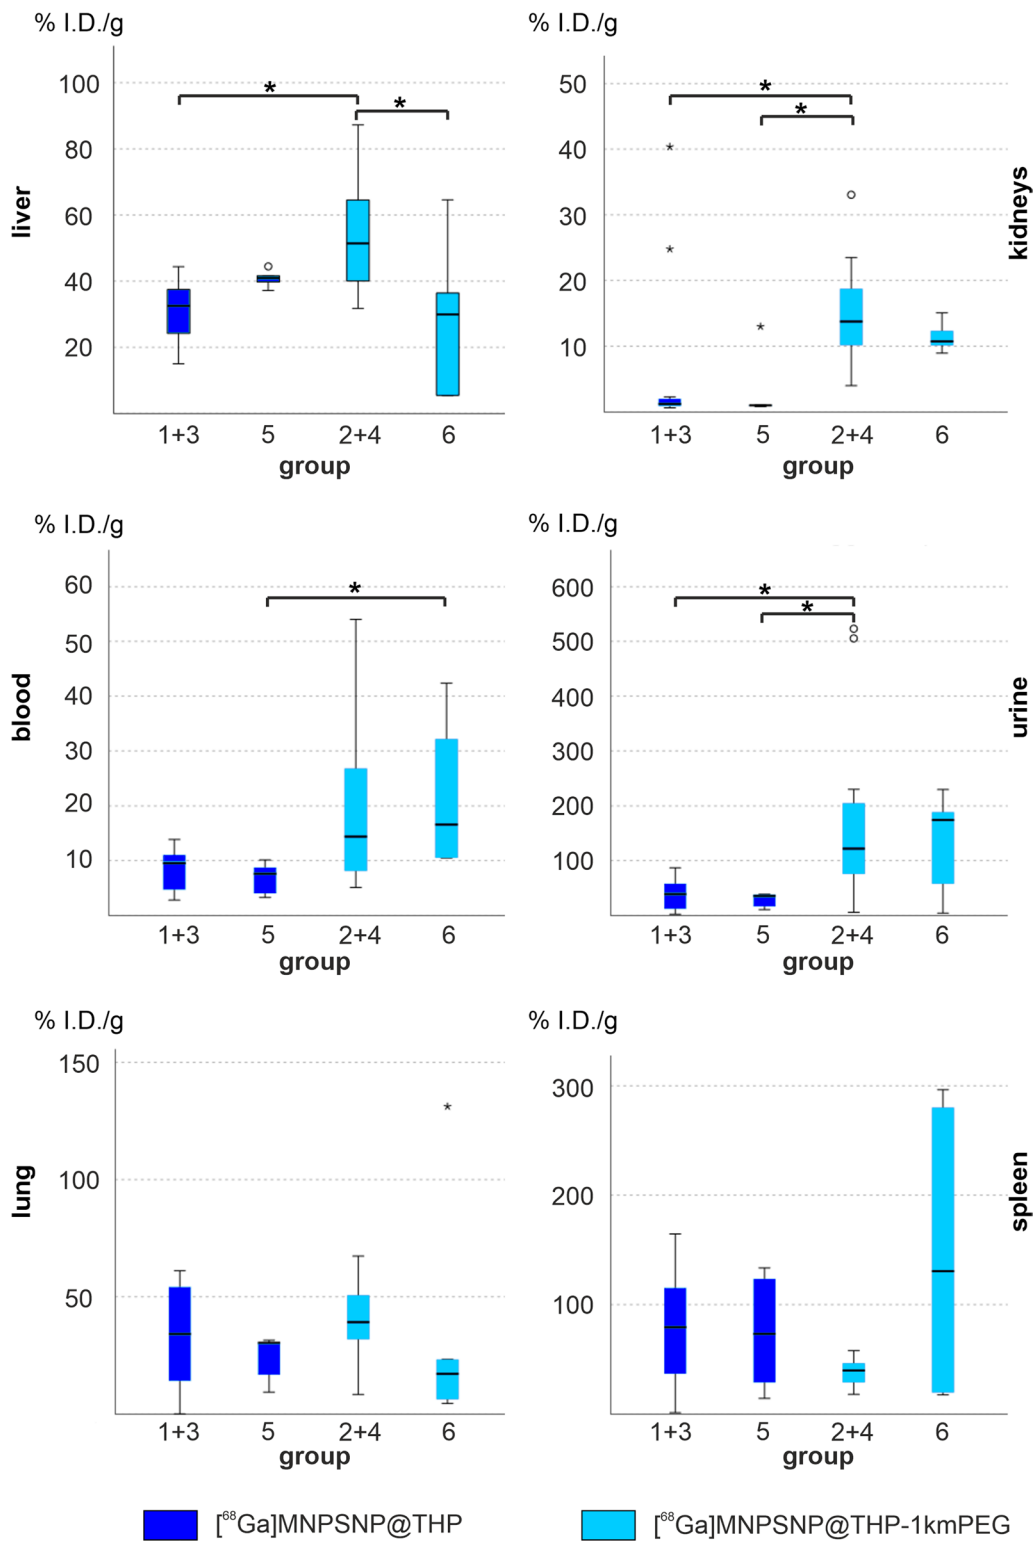 % I.D./g
liver
100
80
60
40
20
*
*
1+3 5 2+4 6
group
% I.D./g
kidneys
50
40
30
20
10
*
*
1+3 5 2+4 6
group
% I.D./g
blood
60
50
40
30
20
10
*
1+3 5 2+4 6
group
% I.D./g
urine
600
500
400
300
200
100
*
*
1+3 5 2+4 6
group
% I.D./g
lung
150
100
50
1+3 5 2+4 6
group
% I.D./g
spleen
300
200
100
1+3 5 2+4 6
group
[⁶⁸Ga]MNPSNP@THP
[⁶⁸Ga]MNPSNP@THP-1kmPEG